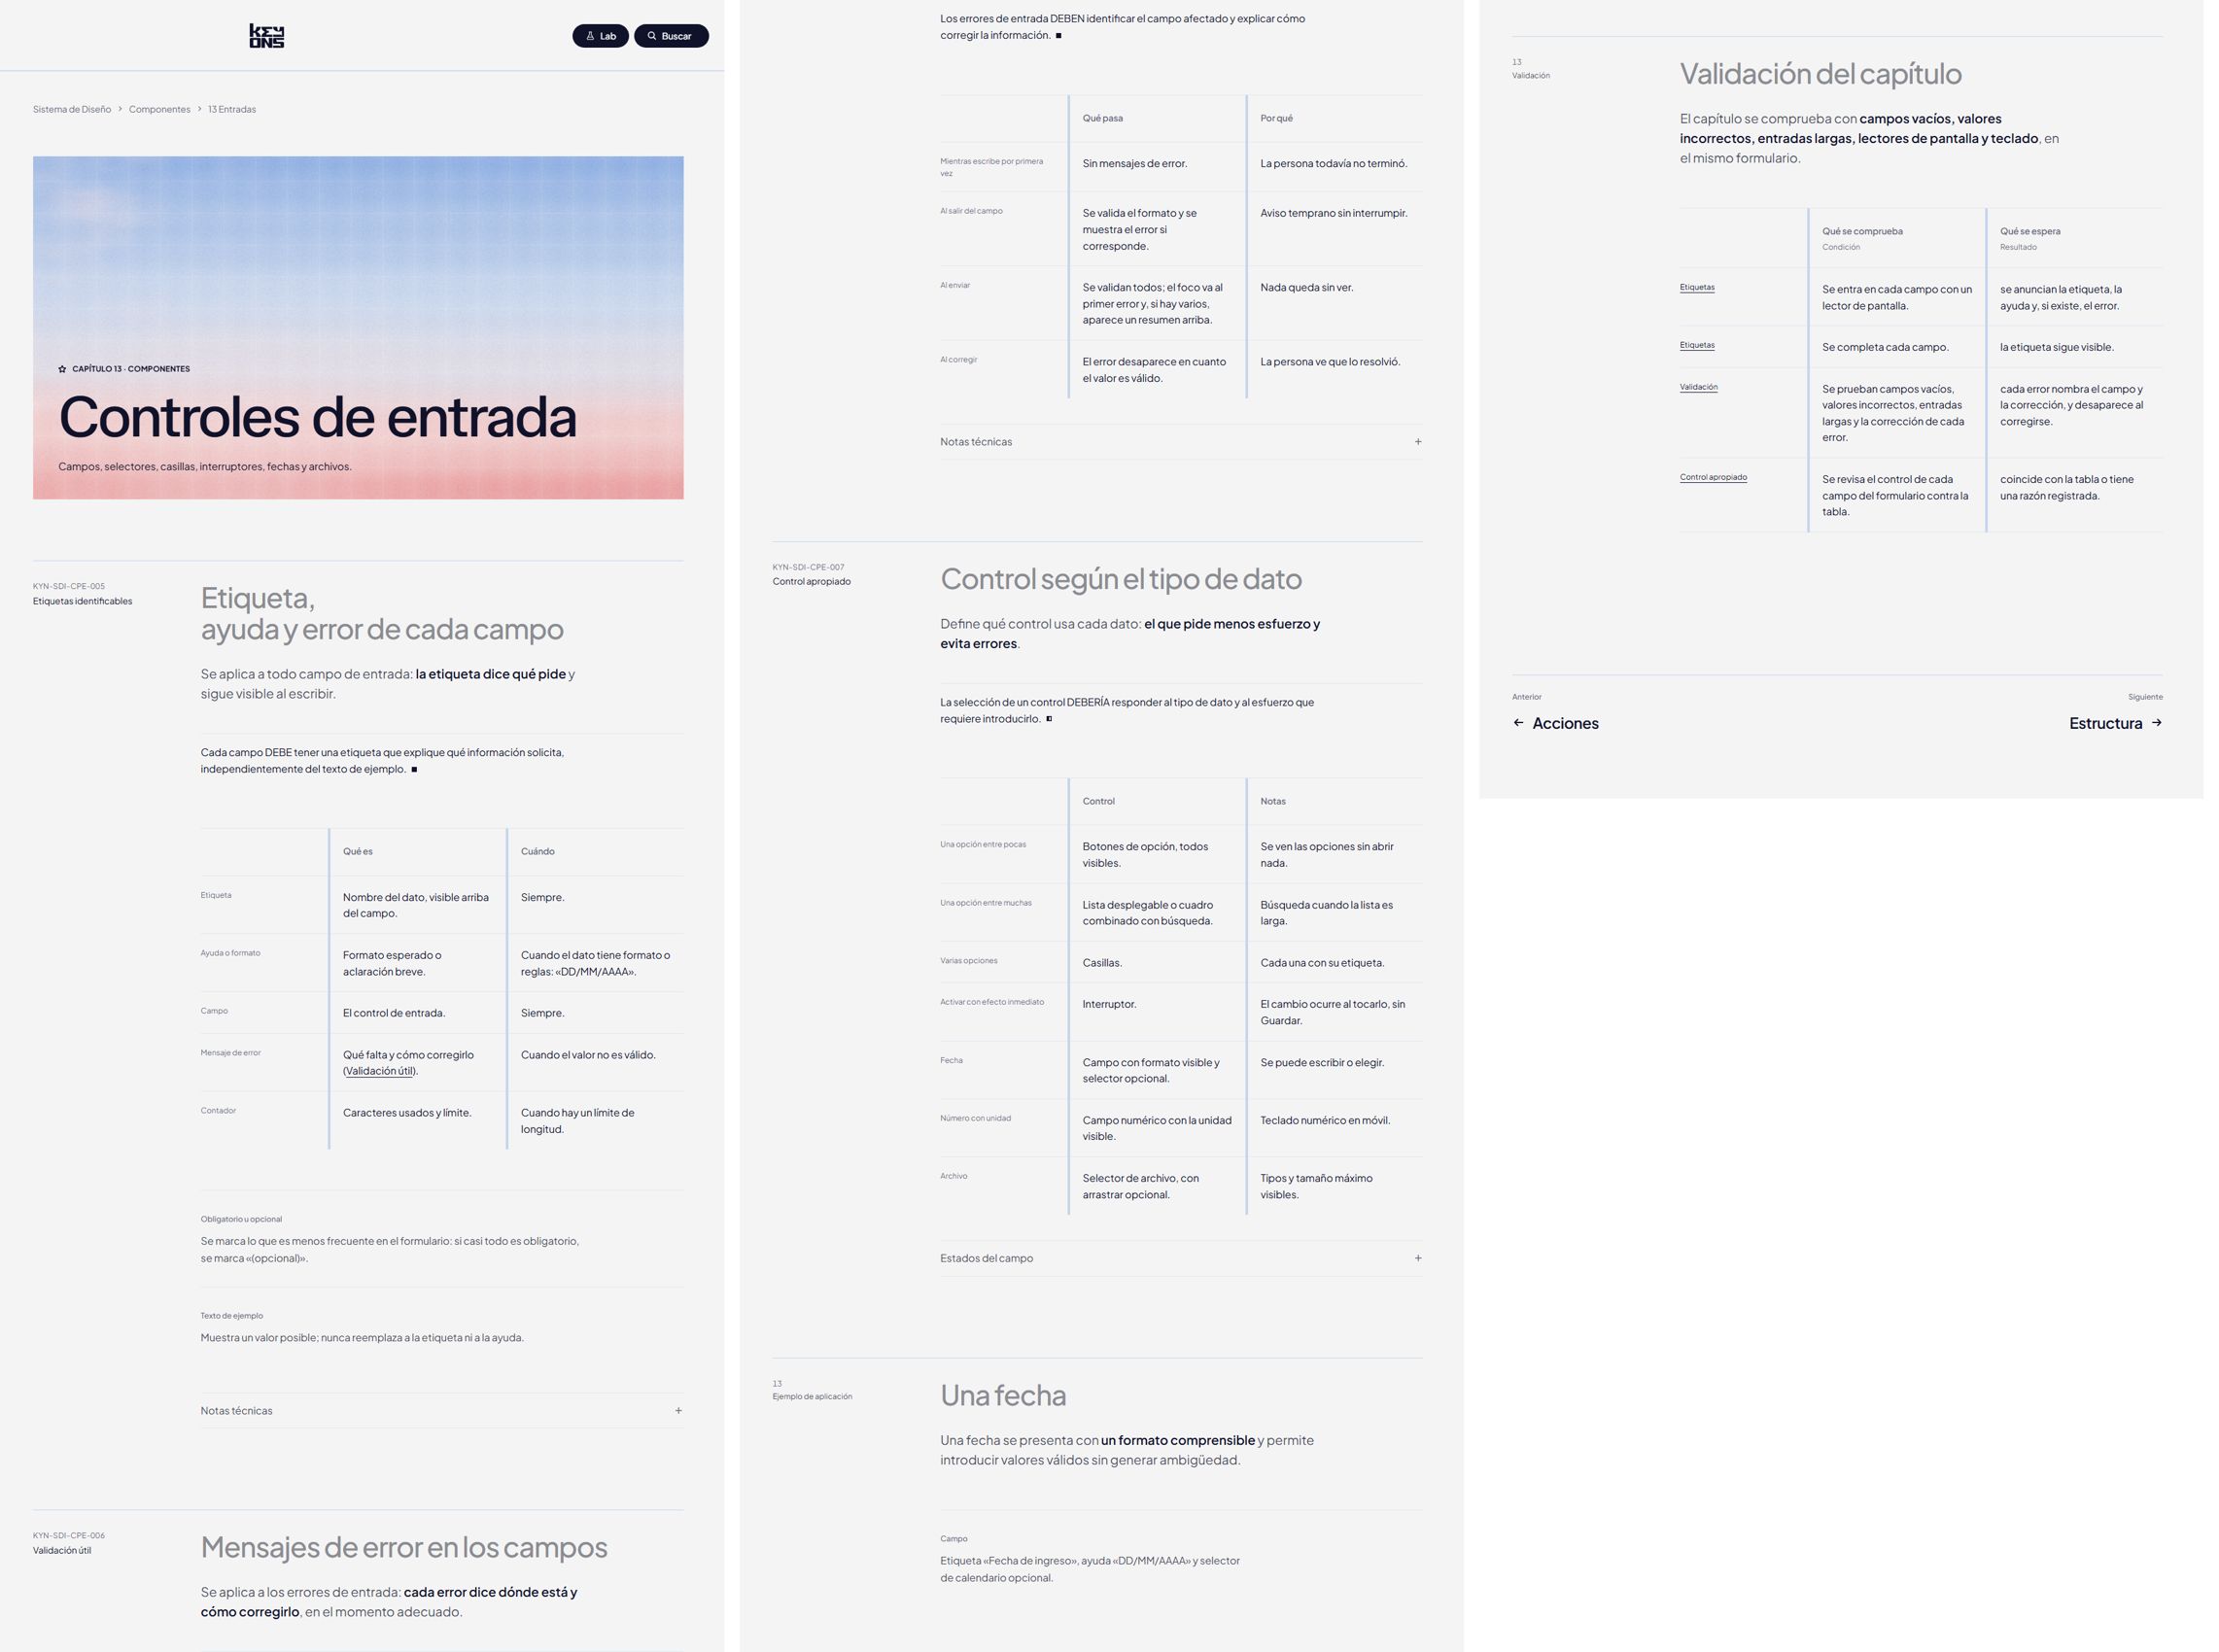 KEY
ONS
Lab
Buscar
Sistema de Diseño > Componentes > 13 Entradas
CAPÍTULO 13 · COMPONENTES
Controles de entrada
Campos, selectores, casillas, interruptores, fechas y archivos.
KYN-SDI-CPE-005
Etiquetas identificables
Etiqueta,
ayuda y error de cada campo
Se aplica a todo campo de entrada: la etiqueta dice qué pide y
sigue visible al escribir.
Cada campo DEBE tener una etiqueta que explique qué información solicita,
independientemente del texto de ejemplo.
Qué es
Cuándo
Etiqueta
Nombre del dato, visible arriba
del campo.
Siempre.
Ayuda o formato
Formato esperado o
aclaración breve.
Cuando el dato tiene formato o
reglas: «DD/MM/AAAA».
Campo
El control de entrada.
Siempre.
Mensaje de error
Qué falta y cómo corregirlo
(Validación útil).
Cuando el valor no es válido.
Contador
Caracteres usados y límite.
Cuando hay un límite de
longitud.
Obligatorio u opcional
Se marca lo que es menos frecuente en el formulario: si casi todo es obligatorio,
se marca «(opcional)».
Texto de ejemplo
Muestra un valor posible; nunca reemplaza a la etiqueta ni a la ayuda.
Notas técnicas +
KYN-SDI-CPE-006
Validación útil
Mensajes de error en los campos
Se aplica a los errores de entrada: cada error dice dónde está y
cómo corregirlo, en el momento adecuado.
Los errores de entrada DEBEN identificar el campo afectado y explicar cómo
corregir la información.
Qué pasa
Por qué
Mientras escribe por primera
vez
Sin mensajes de error.
La persona todavía no terminó.
Al salir del campo
Se valida el formato y se
muestra el error si
corresponde.
Aviso temprano sin interrumpir.
Al enviar
Se validan todos; el foco va al
primer error y, si hay varios,
aparece un resumen arriba.
Nada queda sin ver.
Al corregir
El error desaparece en cuanto
el valor es válido.
La persona ve que lo resolvió.
Notas técnicas +
KYN-SDI-CPE-007
Control apropiado
Control según el tipo de dato
Define qué control usa cada dato: el que pide menos esfuerzo y
evita errores.
La selección de un control DEBERÍA responder al tipo de dato y al esfuerzo que
requiere introducirlo.
Control
Notas
Una opción entre pocas
Botones de opción, todos
visibles.
Se ven las opciones sin abrir
nada.
Una opción entre muchas
Lista desplegable o cuadro
combinado con búsqueda.
Búsqueda cuando la lista es
larga.
Varias opciones
Casillas.
Cada una con su etiqueta.
Activar con efecto inmediato
Interruptor.
El cambio ocurre al tocarlo, sin
Guardar.
Fecha
Campo con formato visible y
selector opcional.
Se puede escribir o elegir.
Número con unidad
Campo numérico con la unidad
visible.
Teclado numérico en móvil.
Archivo
Selector de archivo, con
arrastrar opcional.
Tipos y tamaño máximo
visibles.
Estados del campo +
13
Ejemplo de aplicación
Una fecha
Una fecha se presenta con un formato comprensible y permite
introducir valores válidos sin generar ambigüedad.
Campo
Etiqueta «Fecha de ingreso», ayuda «DD/MM/AAAA» y selector
de calendario opcional.
13
Validación
Validación del capítulo
El capítulo se comprueba con campos vacíos, valores
incorrectos, entradas largas, lectores de pantalla y teclado, en
el mismo formulario.
Qué se comprueba
Condición
Qué se espera
Resultado
Etiquetas
Se entra en cada campo con un
lector de pantalla.
se anuncian la etiqueta, la
ayuda y, si existe, el error.
Etiquetas
Se completa cada campo.
la etiqueta sigue visible.
Validación
Se prueban campos vacíos,
valores incorrectos, entradas
largas y la corrección de cada
error.
cada error nombra el campo y
la corrección, y desaparece al
corregirse.
Control apropiado
Se revisa el control de cada
campo del formulario contra la
tabla.
coincide con la tabla o tiene
una razón registrada.
Anterior
← Acciones
Siguiente
Estructura →